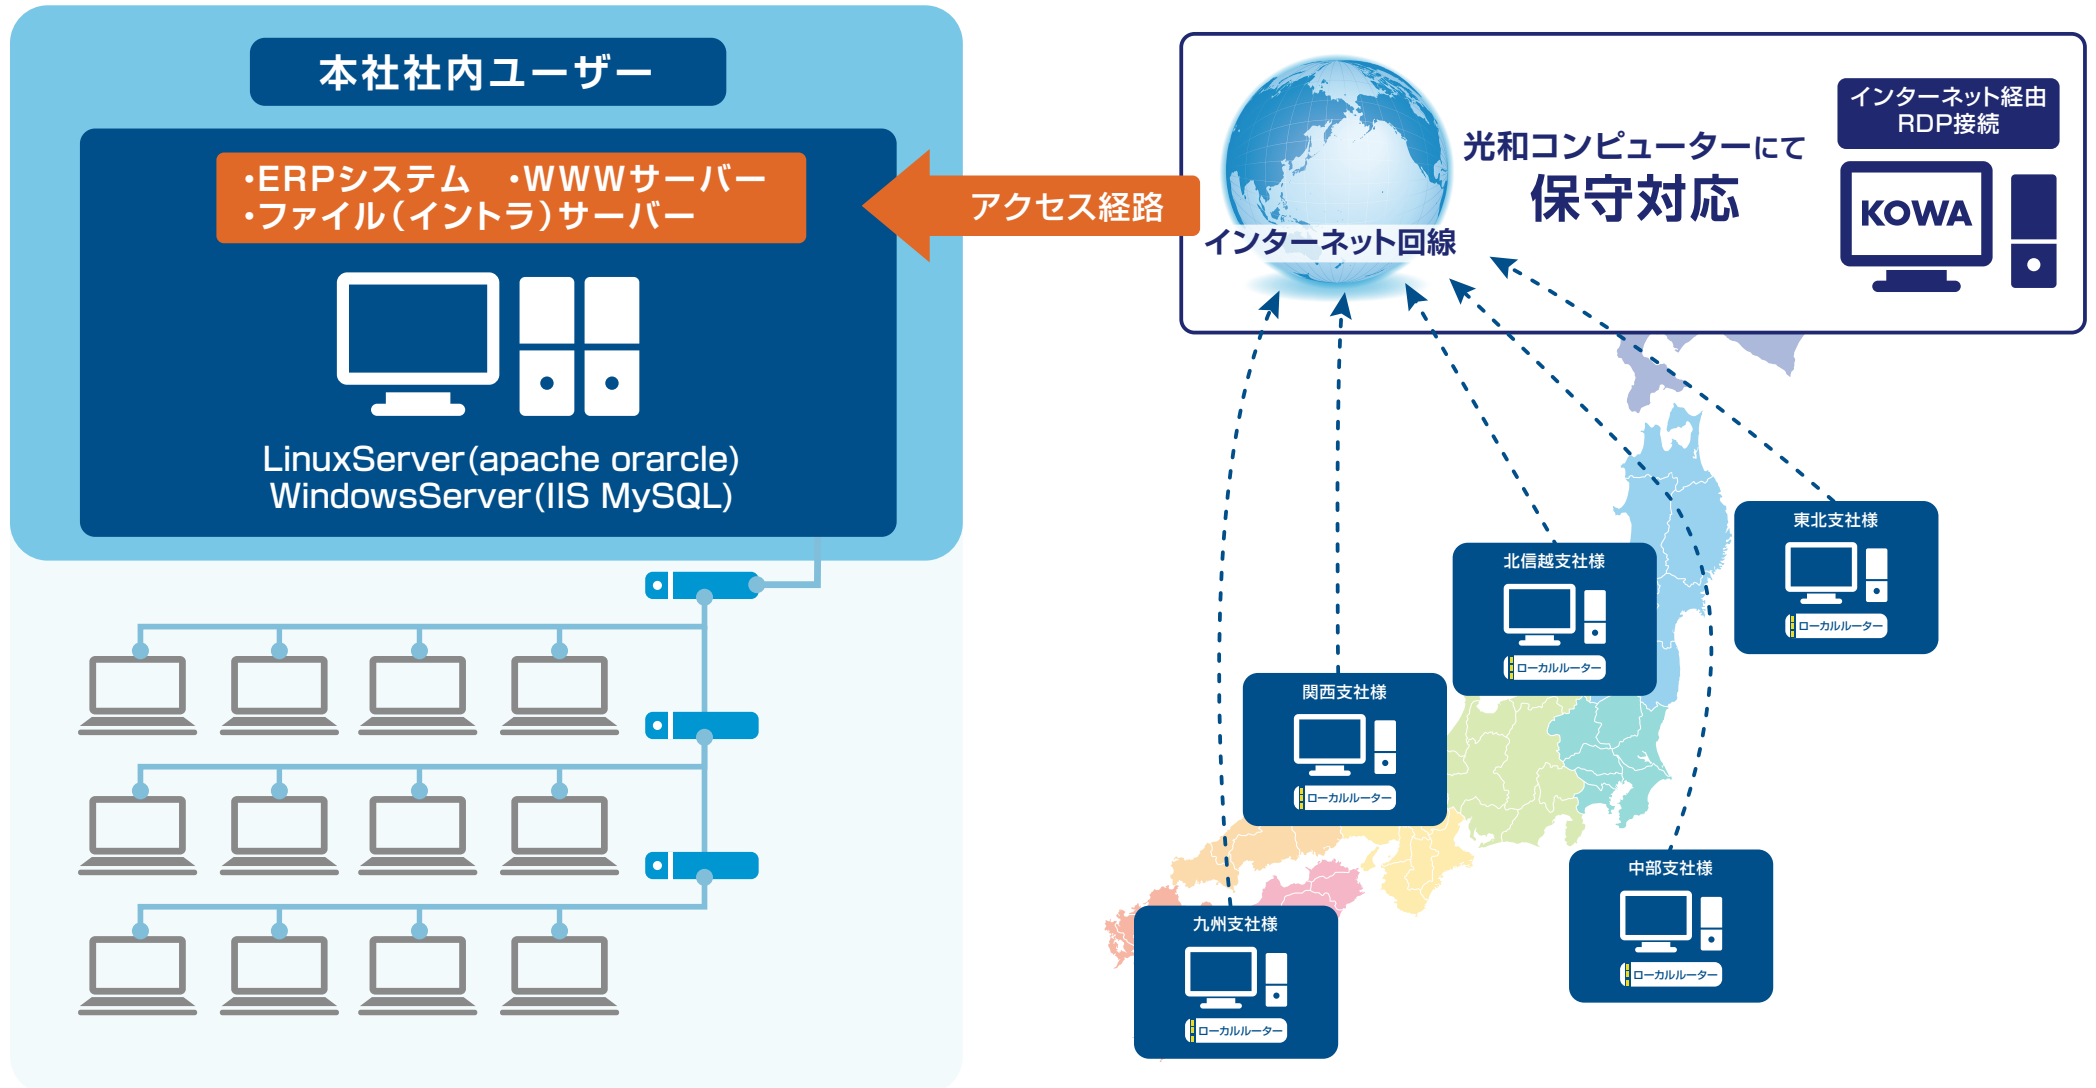 本社社内ユーザー
・ERPシステム　・WWWサーバー
・ファイル(イントラ)サーバー
LinuxServer(apache orarcle)
WindowsServer(IIS MySQL)
アクセス経路
インターネット回線
光和コンピューターにて
保守対応
インターネット経由
RDP接続
KOWA
東北支社様
ローカルルーター
北信越支社様
ローカルルーター
関西支社様
ローカルルーター
中部支社様
ローカルルーター
九州支社様
ローカルルーター